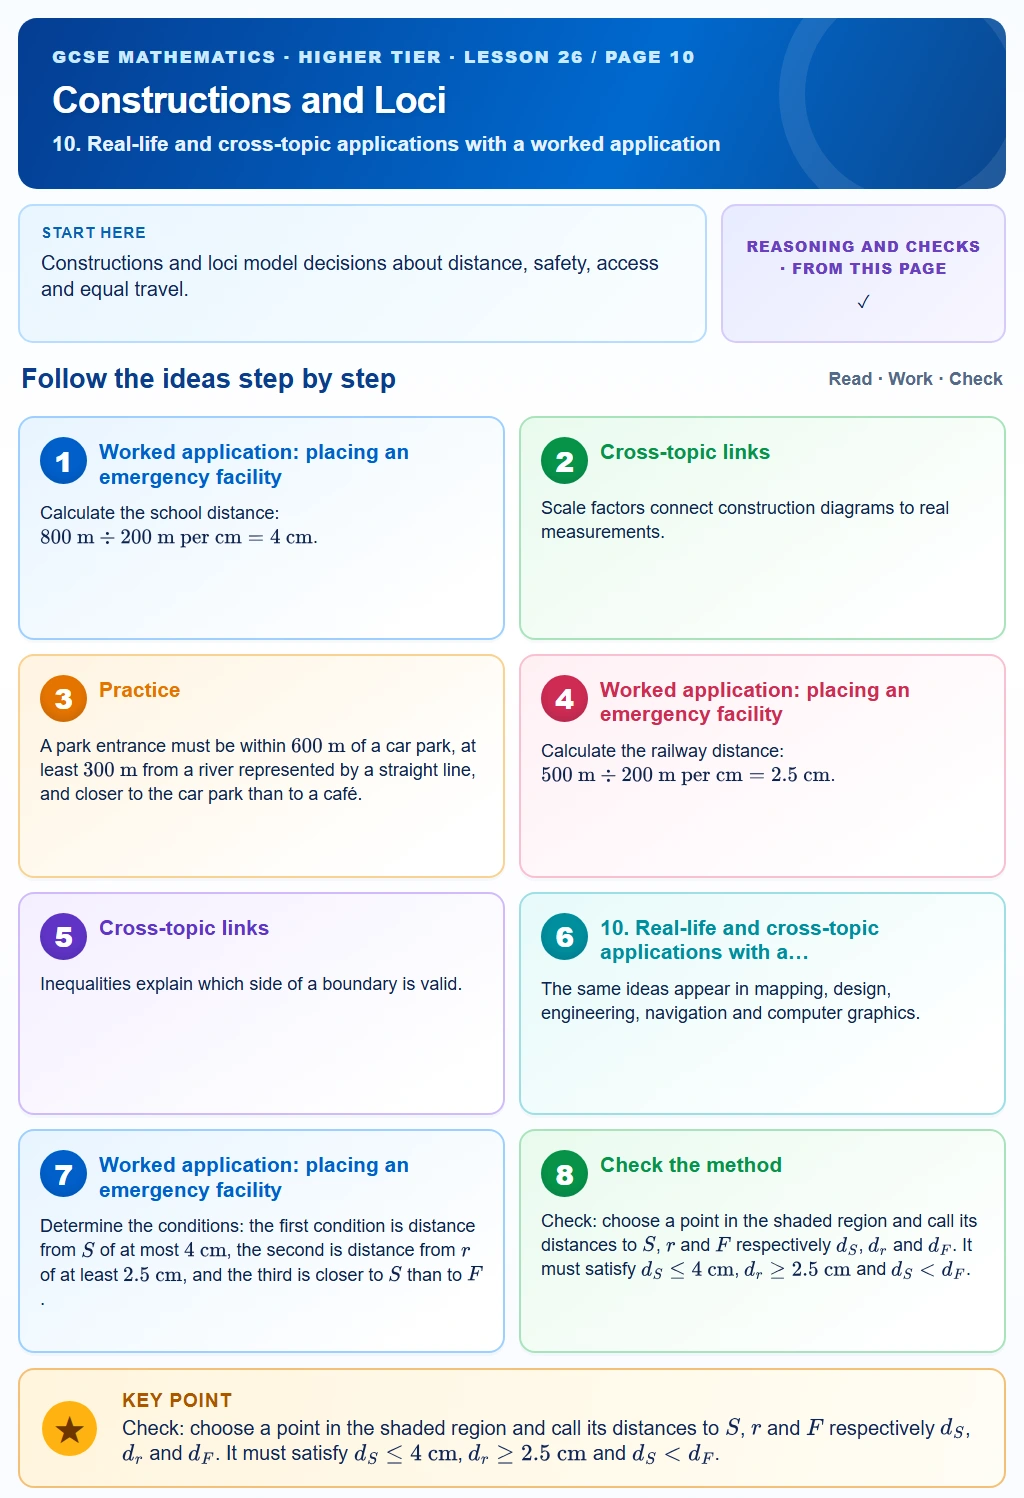 GCSE MATHEMATICS · HIGHER TIER · LESSON 26 / PAGE 10
Constructions and Loci
10. Real-life and cross-topic applications with a worked application
START HERE
Constructions and loci model decisions about distance, safety, access
and equal travel.
REASONING AND CHECKS
· FROM THIS PAGE
✓
Follow the ideas step by step
Read · Work · Check
1
Worked application: placing an
emergency facility
Calculate the school distance:
800 m ÷ 200 m per cm = 4 cm.
2
Cross-topic links
Scale factors connect construction diagrams to real
measurements.
3
Practice
A park entrance must be within 600 m of a car park, at
least 300 m from a river represented by a straight line,
and closer to the car park than to a café.
4
Worked application: placing an
emergency facility
Calculate the railway distance:
500 m ÷ 200 m per cm = 2.5 cm.
5
Cross-topic links
Inequalities explain which side of a boundary is valid.
6
10. Real-life and cross-topic
applications with a...
The same ideas appear in mapping, design,
engineering, navigation and computer graphics.
7
Worked application: placing an
emergency facility
Determine the conditions: the first condition is distance
from S of at most 4 cm, the second is distance from r
of at least 2.5 cm, and the third is closer to S than to F
.
8
Check the method
Check: choose a point in the shaded region and call its
distances to S, r and F respectively d_S, d_r and d_F. It
must satisfy d_S ≤ 4 cm, d_r ≥ 2.5 cm and d_S < d_F.
★
KEY POINT
Check: choose a point in the shaded region and call its distances to S, r and F respectively d_S,
d_r and d_F. It must satisfy d_S ≤ 4 cm, d_r ≥ 2.5 cm and d_S < d_F.